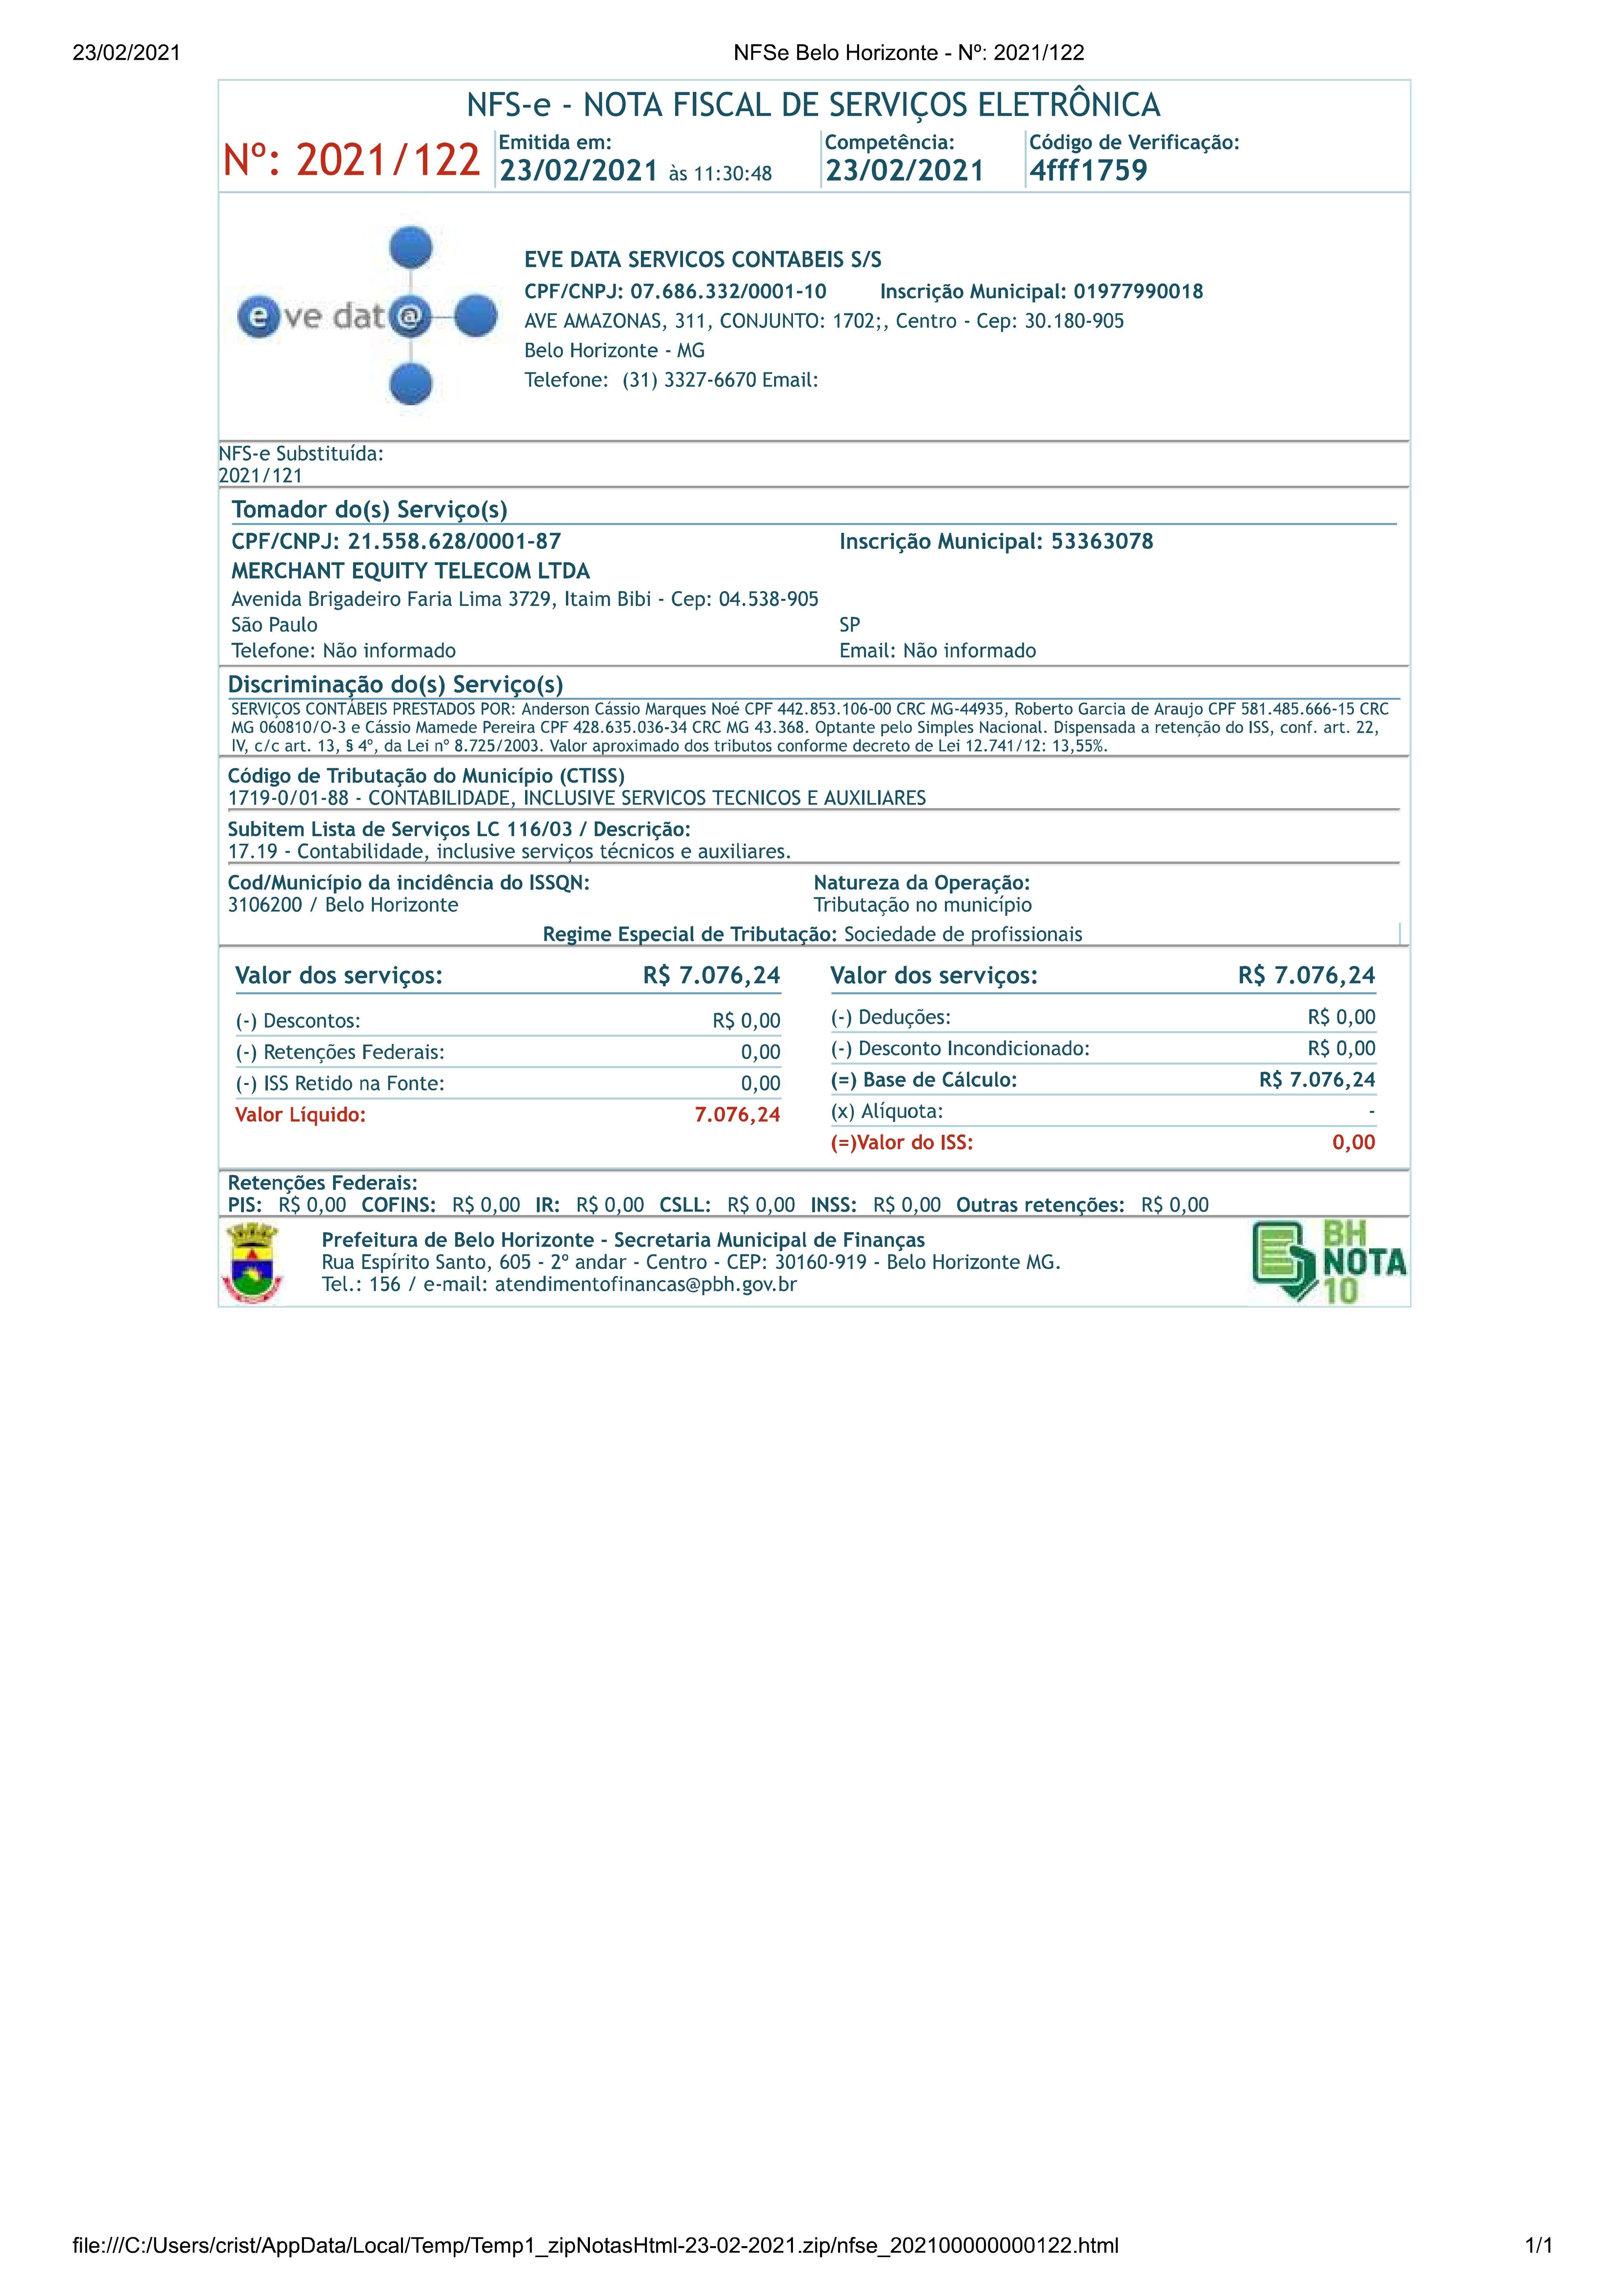 23/02/2021 NFSe Belo Horizonte - Nº: 2021/122
NFS-e - NOTA FISCAL DE SERVIÇOS ELETRÔNICA
Nº: 2021/122
Emitida em:
23/02/2021 às 11:30:48
Competência:
23/02/2021
Código de Verificação:
4fff1759
eve dat@
EVE DATA SERVICOS CONTABEIS S/S
CPF/CNPJ: 07.686.332/0001-10 Inscrição Municipal: 01977990018
AVE AMAZONAS, 311, CONJUNTO: 1702;, Centro - Cep: 30.180-905
Belo Horizonte - MG
Telefone: (31) 3327-6670 Email:
NFS-e Substituída:
2021/121
Tomador do(s) Serviço(s)
CPF/CNPJ: 21.558.628/0001-87 Inscrição Municipal: 53363078
MERCHANT EQUITY TELECOM LTDA
Avenida Brigadeiro Faria Lima 3729, Itaim Bibi - Cep: 04.538-905
São Paulo SP
Telefone: Não informado Email: Não informado
Discriminação do(s) Serviço(s)
SERVIÇOS CONTÁBEIS PRESTADOS POR: Anderson Cássio Marques Noé CPF 442.853.106-00 CRC MG-44935, Roberto Garcia de Araujo CPF 581.485.666-15 CRC
MG 060810/O-3 e Cássio Mamede Pereira CPF 428.635.036-34 CRC MG 43.368. Optante pelo Simples Nacional. Dispensada a retenção do ISS, conf. art. 22,
IV, c/c art. 13, § 4º, da Lei nº 8.725/2003. Valor aproximado dos tributos conforme decreto de Lei 12.741/12: 13,55%.
Código de Tributação do Município (CTISS)
1719-0/01-88 - CONTABILIDADE, INCLUSIVE SERVICOS TECNICOS E AUXILIARES
Subitem Lista de Serviços LC 116/03 / Descrição:
17.19 - Contabilidade, inclusive serviços técnicos e auxiliares.
Cod/Município da incidência do ISSQN: Natureza da Operação:
3106200 / Belo Horizonte Tributação no município
Regime Especial de Tributação: Sociedade de profissionais
Valor dos serviços: R$ 7.076,24
(-) Descontos: R$ 0,00
(-) Retenções Federais: 0,00
(-) ISS Retido na Fonte: 0,00
Valor Líquido: 7.076,24
Valor dos serviços: R$ 7.076,24
(-) Deduções: R$ 0,00
(-) Desconto Incondicionado: R$ 0,00
(=) Base de Cálculo: R$ 7.076,24
(x) Alíquota: -
(=)Valor do ISS: 0,00
Retenções Federais:
PIS: R$ 0,00 COFINS: R$ 0,00 IR: R$ 0,00 CSLL: R$ 0,00 INSS: R$ 0,00 Outras retenções: R$ 0,00
Prefeitura de Belo Horizonte - Secretaria Municipal de Finanças
Rua Espírito Santo, 605 - 2º andar - Centro - CEP: 30160-919 - Belo Horizonte MG.
Tel.: 156 / e-mail: atendimentofinancas@pbh.gov.br
BH
NOTA
10
file:///C:/Users/crist/AppData/Local/Temp/Temp1_zipNotasHtml-23-02-2021.zip/nfse_202100000000122.html 1/1